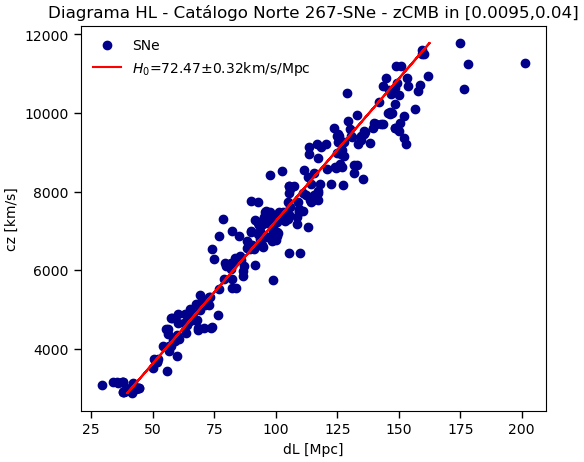 Diagrama HL - Catálogo Norte 267-SNe - zCMB in [0.0095,0.04]
SNe
H₀=72.47±0.32km/s/Mpc
12000
10000
8000
6000
4000
cz [km/s]
25 50 75 100 125 150 175 200
dL [Mpc]